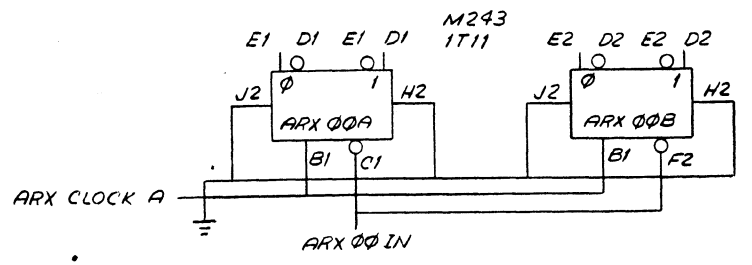 M243
1T11
E1 D1 E1 D1
E2 D2 E2 D2
Ø 1
Ø 1
J2 H2
J2 H2
ARX ØØA
ARX ØØB
B1 C1
B1 F2
ARX CLOCK A
ARX ØØ IN